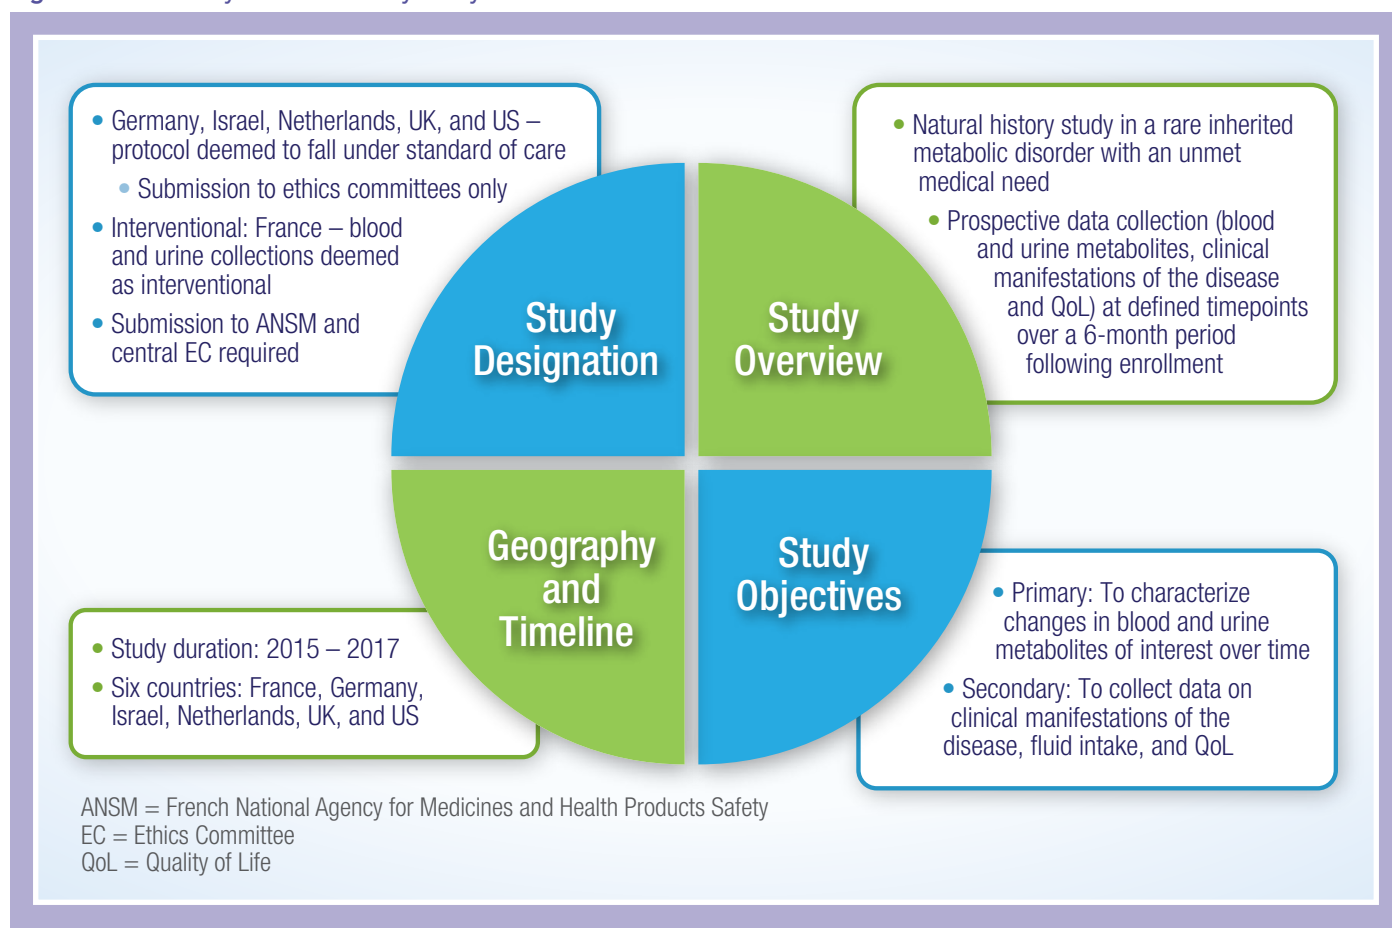 • Germany, Israel, Netherlands, UK, and US –
protocol deemed to fall under standard of care
• Submission to ethics committees only
• Interventional: France – blood
and urine collections deemed
as interventional
• Submission to ANSM and
central EC required
Study
Designation
• Natural history study in a rare inherited
metabolic disorder with an unmet
medical need
• Prospective data collection (blood
and urine metabolites, clinical
manifestations of the disease
and QoL) at defined timepoints
over a 6-month period
following enrollment
Study
Overview
Geography
and
Timeline
• Study duration: 2015 – 2017
• Six countries: France, Germany,
Israel, Netherlands, UK, and US
Study
Objectives
• Primary: To characterize
changes in blood and urine
metabolites of interest over time
• Secondary: To collect data on
clinical manifestations of the
disease, fluid intake, and QoL
ANSM = French National Agency for Medicines and Health Products Safety
EC = Ethics Committee
QoL = Quality of Life